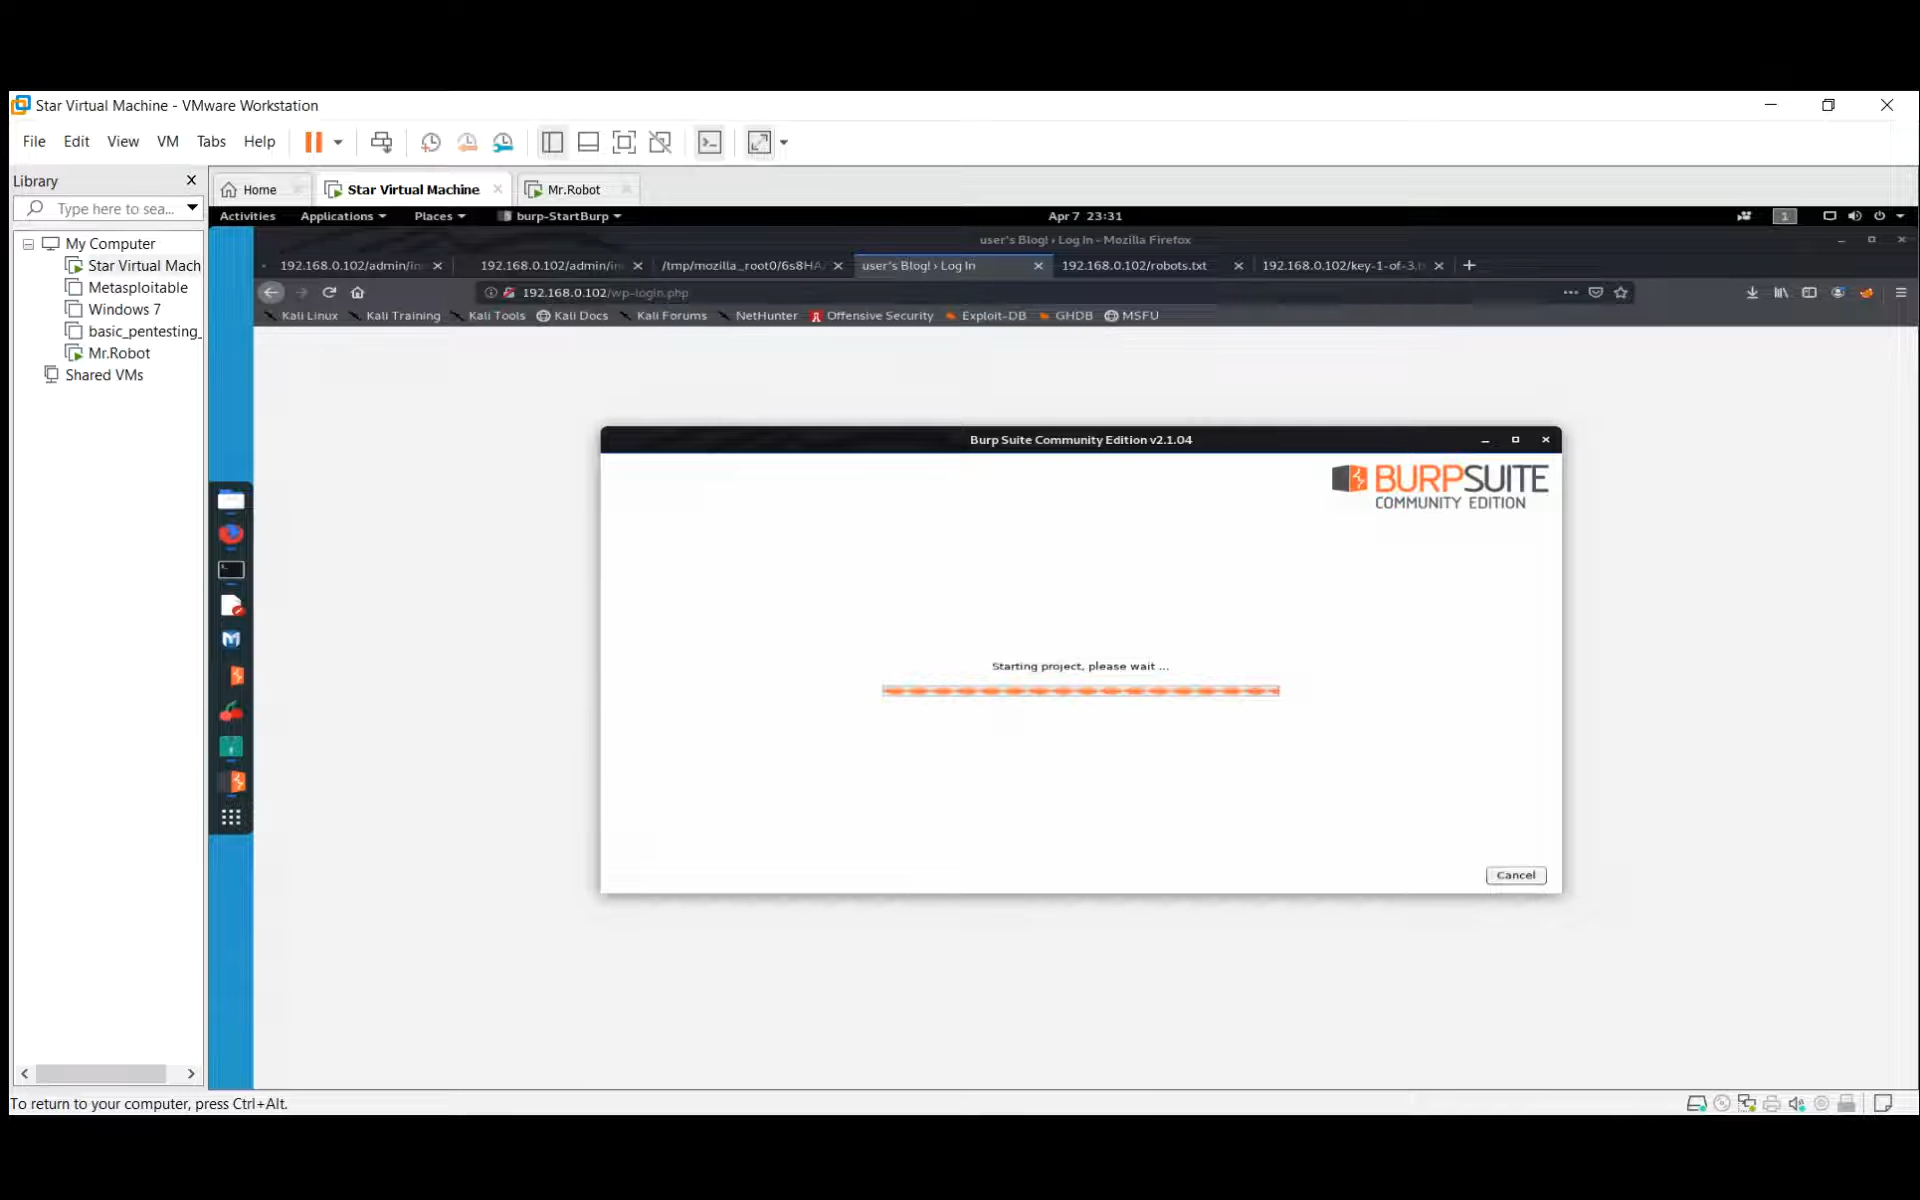 Star Virtual Machine - VMware Workstation
File Edit View VM Tabs Help
Library
Home Star Virtual Machine Mr.Robot
Type here to sea...
Activities Applications Places burp-StartBurp Apr 7 23:31 1
My Computer
user's Blog! › Log In - Mozilla Firefox
Star Virtual Mach
192.168.0.102/admin/in 192.168.0.102/admin/in /tmp/mozilla_root0/6s8HA user's Blog! › Log In 192.168.0.102/robots.txt 192.168.0.102/key-1-of-3.t
Metasploitable
192.168.0.102/wp-login.php
Windows 7
Kali Linux Kali Training Kali Tools Kali Docs Kali Forums NetHunter Offensive Security Exploit-DB GHDB MSFU
basic_pentesting_
Mr.Robot
Shared VMs
Burp Suite Community Edition v2.1.04
BURPSUITE
COMMUNITY EDITION
Starting project, please wait ...
Cancel
To return to your computer, press Ctrl+Alt.